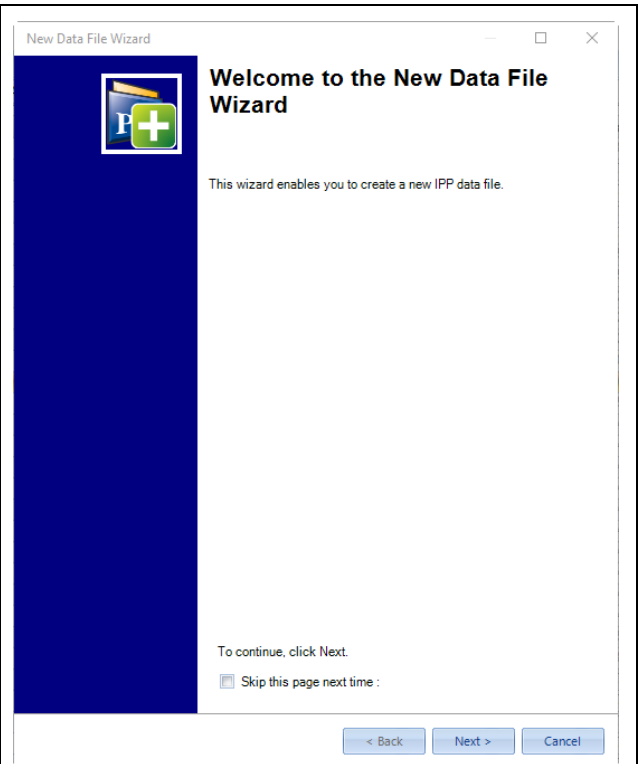 New Data File Wizard
Welcome to the New Data File
Wizard
P
This wizard enables you to create a new IPP data file.
To continue, click Next.
Skip this page next time :
< Back
Next >
Cancel